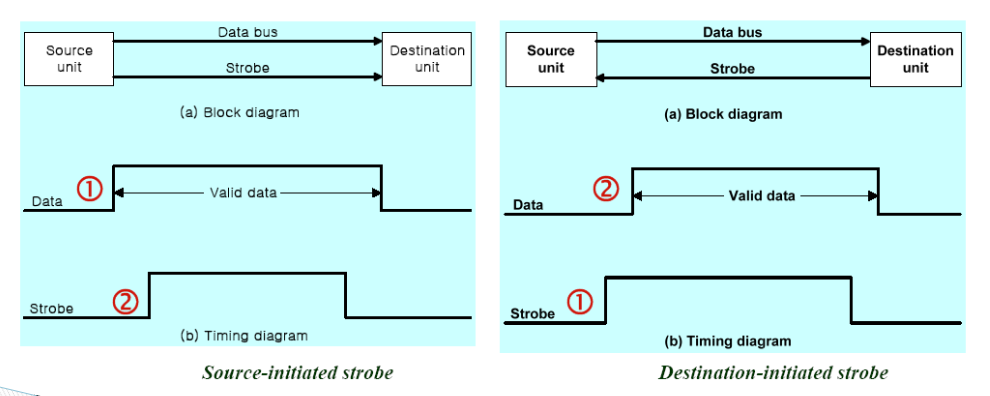 Source
unit
Data bus
Strobe
Destination
unit
(a) Block diagram
①
Valid data
Data
②
Strobe
(b) Timing diagram
Source-initiated strobe
Source
unit
Data bus
Strobe
Destination
unit
(a) Block diagram
②
Valid data
Data
①
Strobe
(b) Timing diagram
Destination-initiated strobe